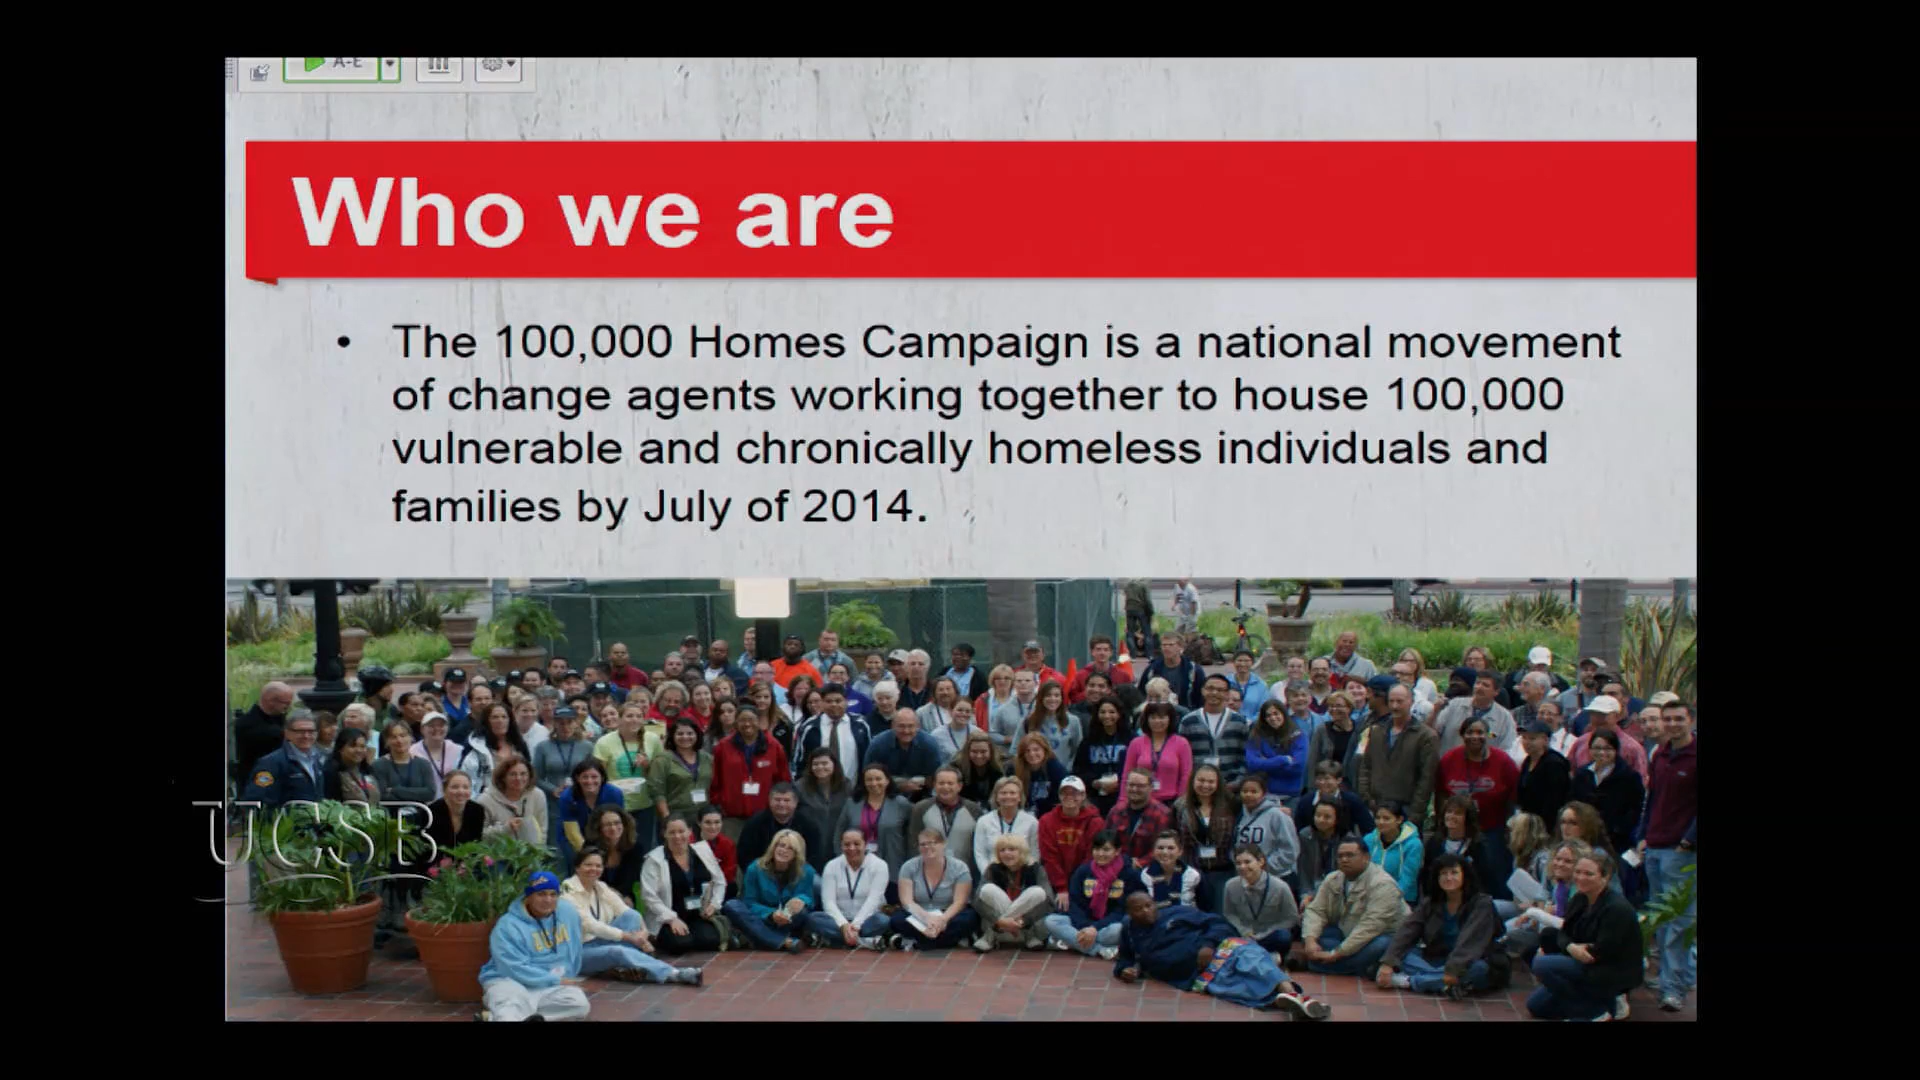 A-E
Who we are
• The 100,000 Homes Campaign is a national movement
of change agents working together to house 100,000
vulnerable and chronically homeless individuals and
families by July of 2014.
UCSB